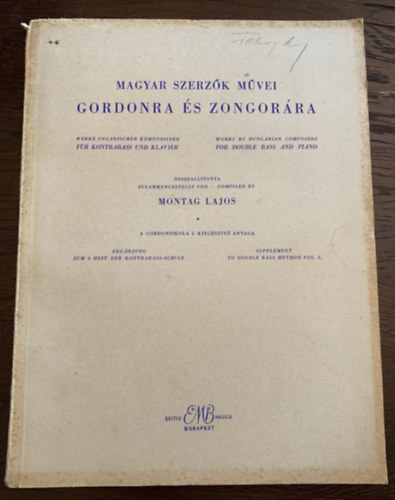 MAGYAR SZERZŐK MŰVEI
GORDONRA ÉS ZONGORÁRA
WERKE UNGARISCHER KOMPONISTEN
FÜR KONTRABASS UND KLAVIER
WORKS BY HUNGARIAN COMPOSERS
FOR DOUBLE BASS AND PIANO
ÖSSZEÁLLÍTOTTA
ZUSAMMENGESTELLT VON - COMPILED BY
MONTAG LAJOS
A GORDONISKOLA I. KIEGÉSZÍTŐ ANYAGA
ERGÄNZUNG
ZUM I. HEFT DER KONTRABASS-SCHULE
SUPPLEMENT
TO DOUBLE BASS METHOD VOL. I.
EDITIO EMB MUSICA
BUDAPEST